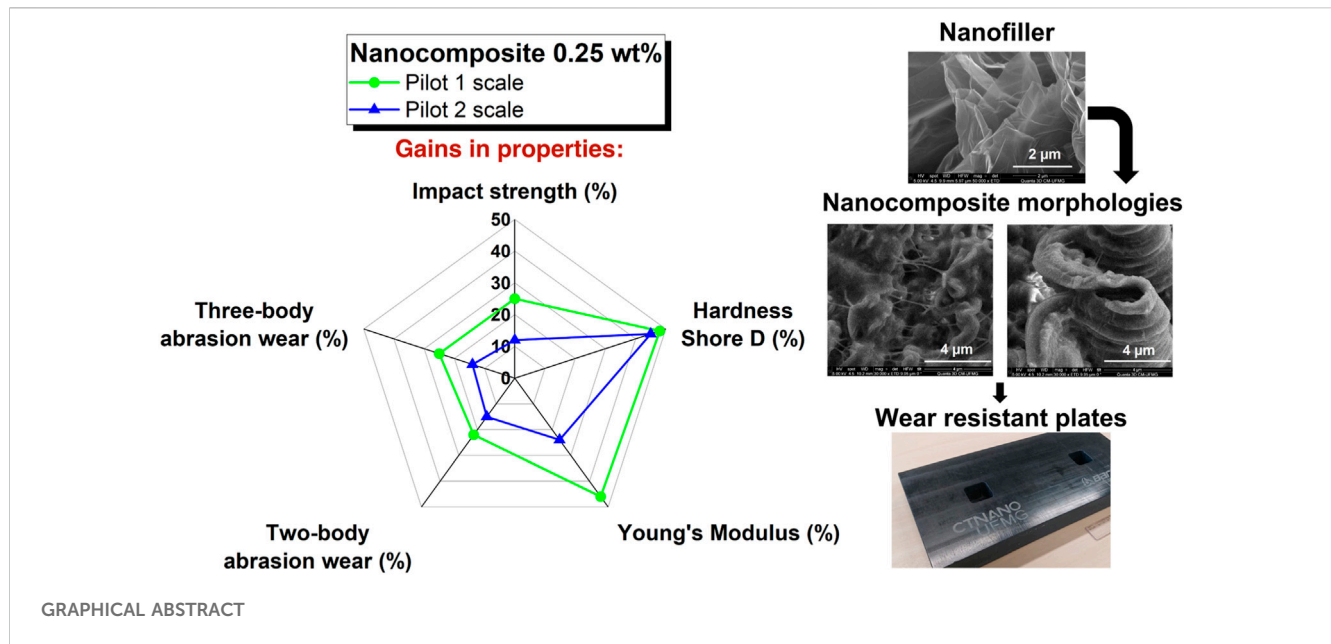 Nanocomposite 0.25 wt%
Pilot 1 scale
Pilot 2 scale
Gains in properties:
Impact strength (%)
50
40
30
20
10
0
Hardness
Shore D (%)
Young's Modulus (%)
Two-body
abrasion wear (%)
Three-body
abrasion wear (%)
Nanofiller
2 µm
Nanocomposite morphologies
4 µm
4 µm
Wear resistant plates
CTNANO
UFMG
GRAPHICAL ABSTRACT